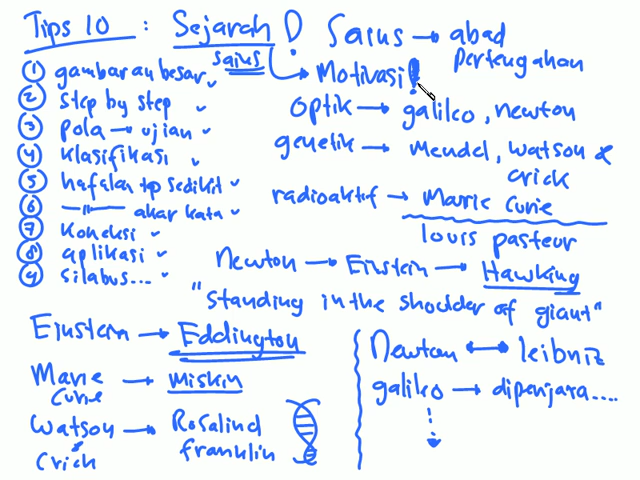 Tips 10 : Sejarah !
sains
① gambaran besar ✓
② step by step ✓
③ pola → ujian ✓
④ klasifikasi ✓
⑤ hafalan tp sedikit ✓
⑥ —"— akar kata ✓
⑦ koneksi ✓
⑧ aplikasi ✓
⑨ silabus... ✓
Sains → abad
pertengahan
Motivasi!
optik → galileo, newton
genetik → Mendel, Watson &
Crick
radioaktif → Marie Curie
louis pasteur
Newton → Einstein → Hawking
"Standing in the shoulder of giant"
Einstein → Eddington
Marie Curie → miskin
Watson & Crick → Rosalind
franklin
Newton ↔ leibniz
galileo → dipenjara....